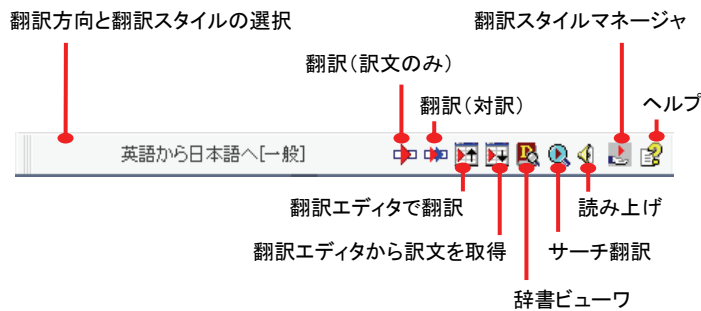 翻訳方向と翻訳スタイルの選択
翻訳スタイルマネージャ
翻訳（訳文のみ）
翻訳（対訳）
ヘルプ
英語から日本語へ[一般]
翻訳エディタで翻訳
読み上げ
翻訳エディタから訳文を取得
サーチ翻訳
辞書ビューワ